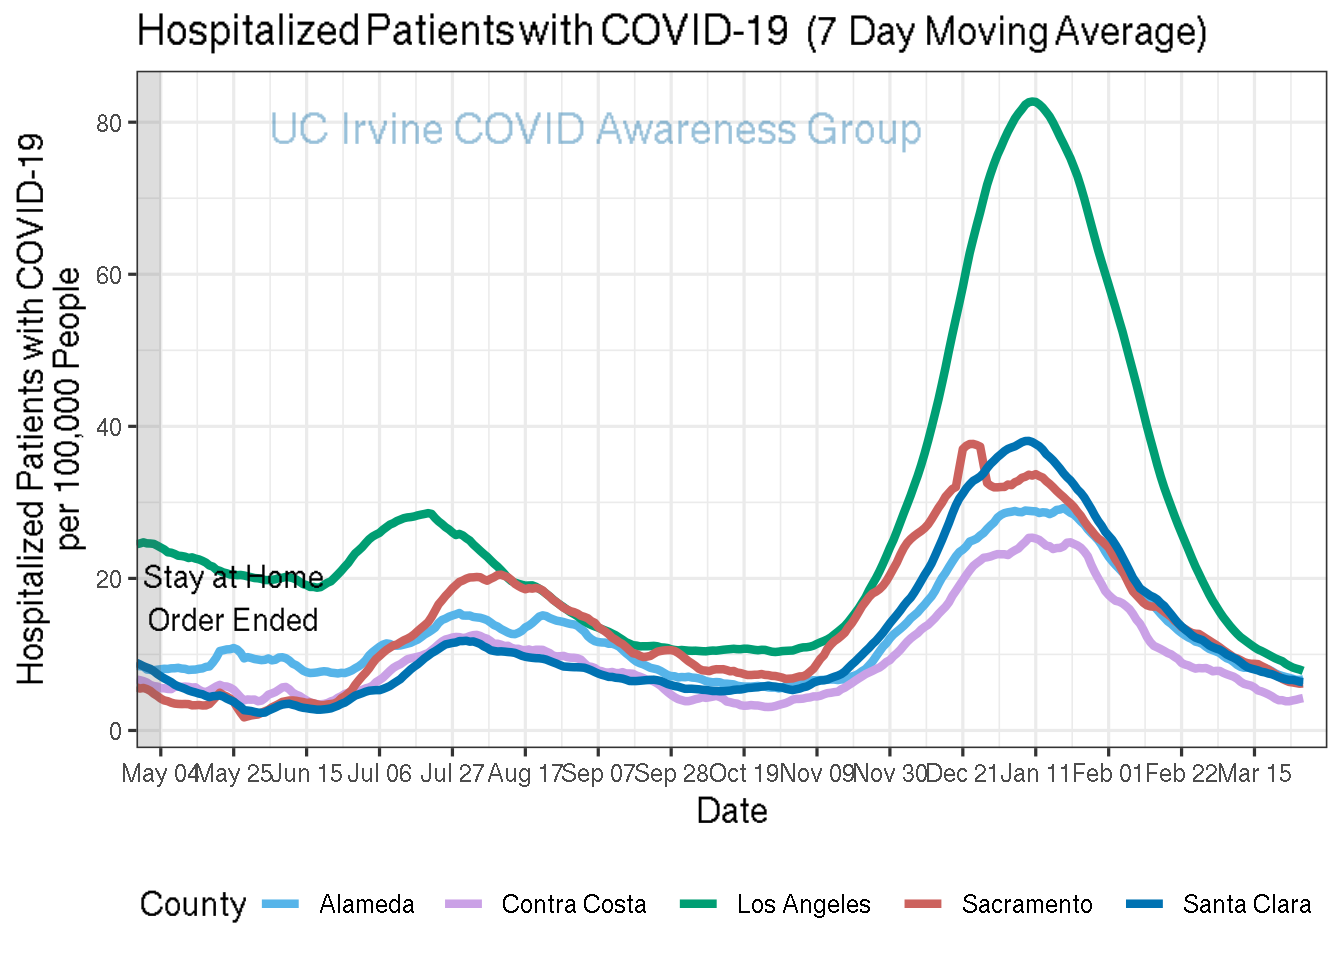 Hospitalized Patients with COVID-19 (7 Day Moving Average)
UC Irvine COVID Awareness Group
Hospitalized Patients with COVID-19
per 100,000 People
80
60
40
20
0
Stay at Home
Order Ended
May 04 May 25 Jun 15 Jul 06 Jul 27 Aug 17 Sep 07 Sep 28 Oct 19 Nov 09 Nov 30 Dec 21 Jan 11 Feb 01 Feb 22 Mar 15
Date
County Alameda Contra Costa Los Angeles Sacramento Santa Clara